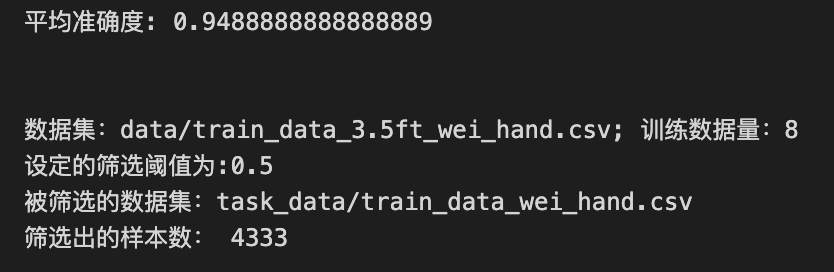 平均准确度: 0.9488888888888889
数据集: data/train_data_3.5ft_wei_hand.csv; 训练数据量: 8
设定的筛选阈值为:0.5
被筛选的数据集: task_data/train_data_wei_hand.csv
筛选出的样本数: 4333